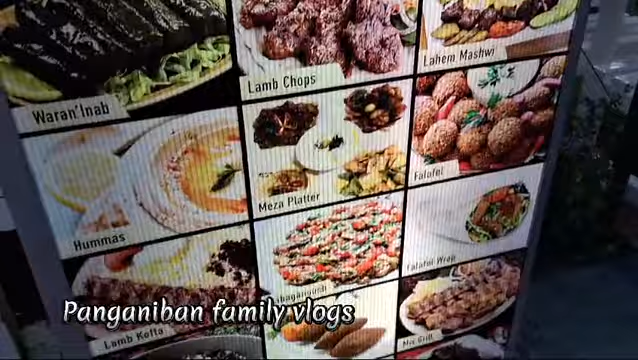 Waran'Inab
Lamb Chops
Lahem Mashwi
Hummas
Meza Platter
Falafel
Lamb Kofta
Falafel Wrap
Mix Grill
Panganiban family vlogs